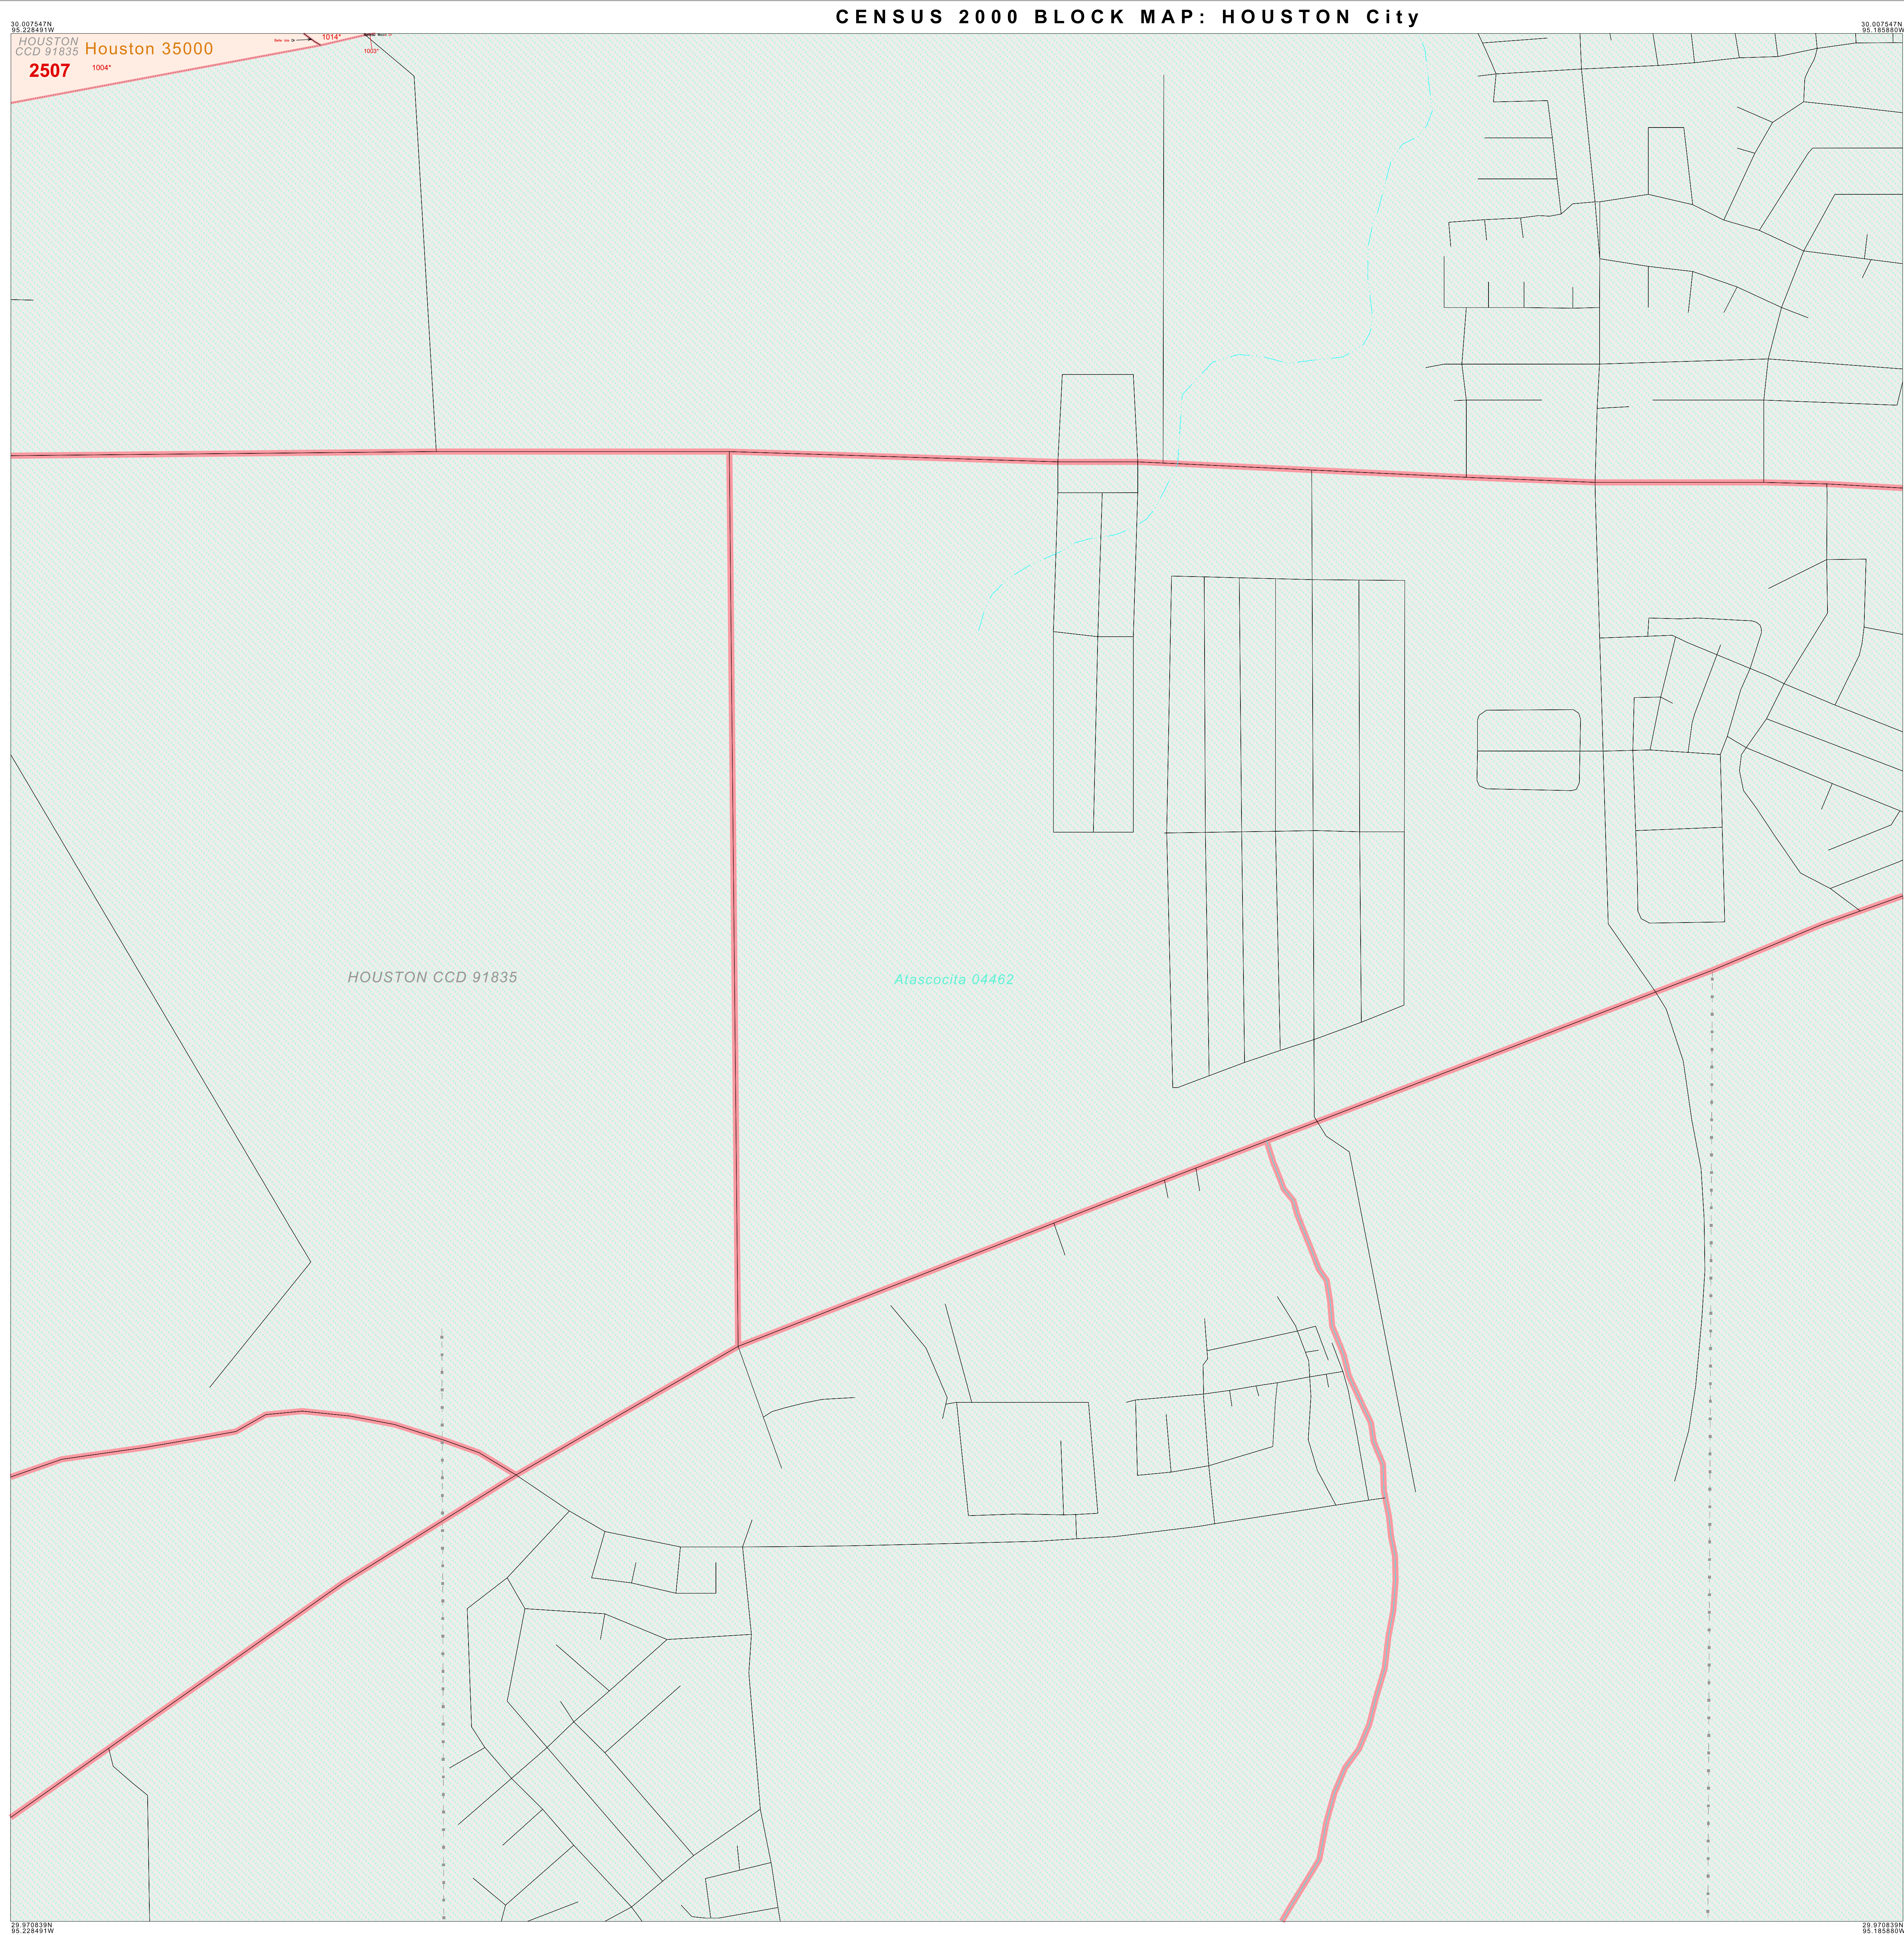 CENSUS 2000 BLOCK MAP: HOUSTON City
30.007547N
95.228491W
30.007547N
95.185880W
HOUSTON
CCD 91835
Houston 35000
2507
1004*
1014*
1003*
HOUSTON CCD 91835
Atascocita 04462
29.970839N
95.228491W
29.970839N
95.185880W